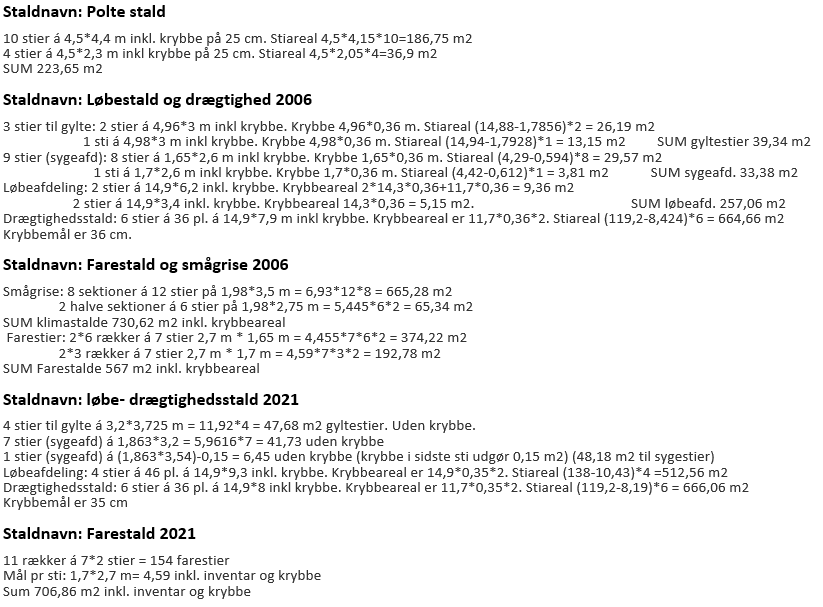 Staldnavn: Polte stald
10 stier á 4,5*4,4 m inkl. krybbe på 25 cm. Stiareal 4,5*4,15*10=186,75 m2
4 stier á 4,5*2,3 m inkl krybbe på 25 cm. Stiareal 4,5*2,05*4=36,9 m2
SUM 223,65 m2
Staldnavn: Løbestald og drægtighed 2006
3 stier til gylte: 2 stier á 4,96*3 m inkl krybbe. Krybbe 4,96*0,36 m. Stiareal (14,88-1,7856)*2 = 26,19 m2
1 sti á 4,98*3 m inkl krybbe. Krybbe 4,98*0,36 m. Stiareal (14,94-1,7928)*1 = 13,15 m2 SUM gyltestier 39,34 m2
9 stier (sygeafd): 8 stier á 1,65*2,6 m inkl krybbe. Krybbe 1,65*0,36 m. Stiareal (4,29-0,594)*8 = 29,57 m2
1 sti á 1,7*2,6 m inkl krybbe. Krybbe 1,7*0,36 m. Stiareal (4,42-0,612)*1 = 3,81 m2 SUM sygeafd. 33,38 m2
Løbeafdeling: 2 stier á 14,9*6,2 inkl. krybbe. Krybbeareal 2*14,3*0,36+11,7*0,36 = 9,36 m2
2 stier á 14,9*3,4 inkl. krybbe. Krybbeareal 14,3*0,36 = 5,15 m2. SUM løbeafd. 257,06 m2
Drægtighedsstald: 6 stier á 36 pl. á 14,9*7,9 m inkl krybbe. Krybbeareal er 11,7*0,36*2. Stiareal (119,2-8,424)*6 = 664,66 m2
Krybbemål er 36 cm.
Staldnavn: Farestald og smågrise 2006
Smågrise: 8 sektioner á 12 stier på 1,98*3,5 m = 6,93*12*8 = 665,28 m2
2 halve sektioner á 6 stier på 1,98*2,75 m = 5,445*6*2 = 65,34 m2
SUM klimastalde 730,62 m2 inkl. krybbeareal
Farestier: 2*6 rækker á 7 stier 2,7 m * 1,65 m = 4,455*7*6*2 = 374,22 m2
2*3 rækker á 7 stier 2,7 m * 1,7 m = 4,59*7*3*2 = 192,78 m2
SUM Farestalde 567 m2 inkl. krybbeareal
Staldnavn: løbe- drægtighedsstald 2021
4 stier til gylte á 3,2*3,725 m = 11,92*4 = 47,68 m2 gyltestier. Uden krybbe.
7 stier (sygeafd) á 1,863*3,2 = 5,9616*7 = 41,73 uden krybbe
1 stier (sygeafd) á (1,863*3,54)-0,15 = 6,45 uden krybbe (krybbe i sidste sti udgør 0,15 m2) (48,18 m2 til sygestier)
Løbeafdeling: 4 stier á 46 pl. á 14,9*9,3 inkl. krybbe. Krybbeareal er 14,9*0,35*2. Stiareal (138-10,43)*4 =512,56 m2
Drægtighedsstald: 6 stier á 36 pl. á 14,9*8 inkl krybbe. Krybbeareal er 11,7*0,35*2. Stiareal (119,2-8,19)*6 = 666,06 m2
Krybbemål er 35 cm
Staldnavn: Farestald 2021
11 rækker á 7*2 stier = 154 farestier
Mål pr sti: 1,7*2,7 m= 4,59 inkl. inventar og krybbe
Sum 706,86 m2 inkl. inventar og krybbe